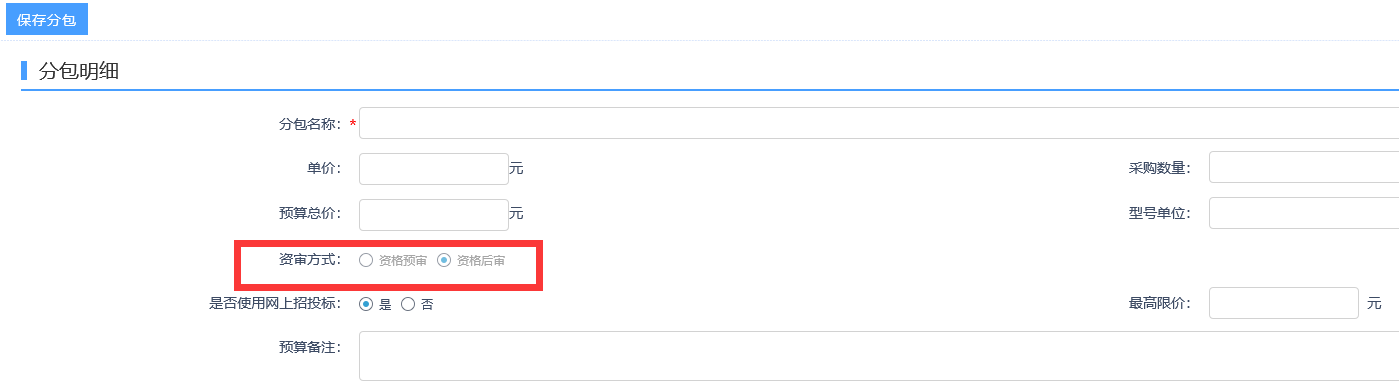 保存分包
分包明细
分包名称：*
单价： 元 采购数量：
预算总价： 元 型号单位：
资审方式： 资格预审 资格后审
是否使用网上招投标： 是 否 最高限价： 元
预算备注：